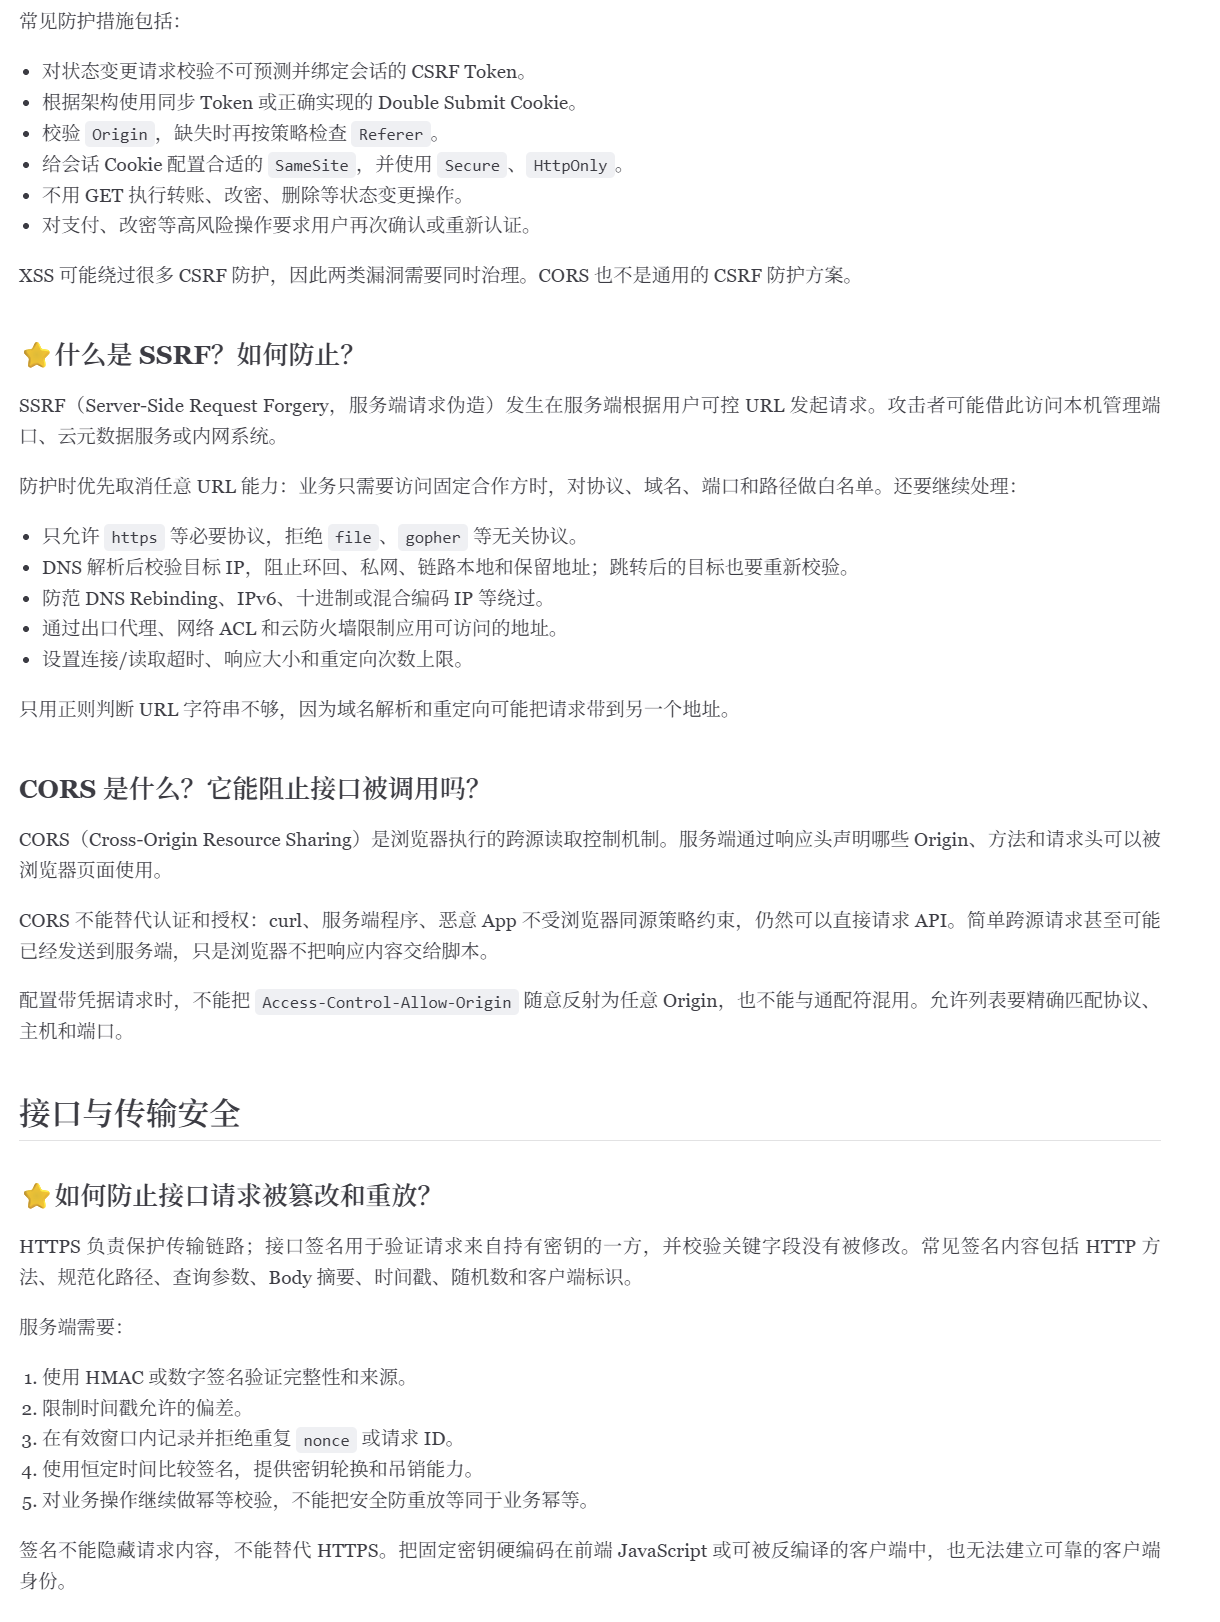 常见防护措施包括：
• 对状态变更请求校验不可预测并绑定会话的 CSRF Token。
• 根据架构使用同步 Token 或正确实现的 Double Submit Cookie。
• 校验 Origin，缺失时再按策略检查 Referer。
• 给会话 Cookie 配置合适的 SameSite，并使用 Secure、HttpOnly。
• 不用 GET 执行转账、改密、删除等状态变更操作。
• 对支付、改密等高风险操作要求用户再次确认或重新认证。
XSS 可能绕过很多 CSRF 防护，因此两类漏洞需要同时治理。CORS 也不是通用的 CSRF 防护方案。
⭐什么是 SSRF？如何防止？
SSRF（Server-Side Request Forgery，服务端请求伪造）发生在服务端根据用户可控 URL 发起请求。攻击者可能借此访问本机管理端
口、云元数据服务或内网系统。
防护时优先取消任意 URL 能力：业务只需要访问固定合作方时，对协议、域名、端口和路径做白名单。还要继续处理：
• 只允许 https 等必要协议，拒绝 file、gopher 等无关协议。
• DNS 解析后校验目标 IP，阻止环回、私网、链路本地和保留地址；跳转后的目标也要重新校验。
• 防范 DNS Rebinding、IPv6、十进制或混合编码 IP 等绕过。
• 通过出口代理、网络 ACL 和云防火墙限制应用可访问的地址。
• 设置连接/读取超时、响应大小和重定向次数上限。
只用正则判断 URL 字符串不够，因为域名解析和重定向可能把请求带到另一个地址。
CORS 是什么？它能阻止接口被调用吗？
CORS（Cross-Origin Resource Sharing）是浏览器执行的跨源读取控制机制。服务端通过响应头声明哪些 Origin、方法和请求头可以被
浏览器页面使用。
CORS 不能替代认证和授权：curl、服务端程序、恶意 App 不受浏览器同源策略约束，仍然可以直接请求 API。简单跨源请求甚至可能
已经发送到服务端，只是浏览器不把响应内容交给脚本。
配置带凭据请求时，不能把 Access-Control-Allow-Origin 随意反射为任意 Origin，也不能与通配符混用。允许列表要精确匹配协议、
主机和端口。
接口与传输安全
⭐如何防止接口请求被篡改和重放？
HTTPS 负责保护传输链路；接口签名用于验证请求来自持有密钥的一方，并校验关键字段没有被修改。常见签名内容包括 HTTP 方
法、规范化路径、查询参数、Body 摘要、时间戳、随机数和客户端标识。
服务端需要：
1. 使用 HMAC 或数字签名验证完整性和来源。
2. 限制时间戳允许的偏差。
3. 在有效窗口内记录并拒绝重复 nonce 或请求 ID。
4. 使用恒定时间比较签名，提供密钥轮换和吊销能力。
5. 对业务操作继续做幂等校验，不能把安全防重放等同于业务幂等。
签名不能隐藏请求内容，不能替代 HTTPS。把固定密钥硬编码在前端 JavaScript 或可被反编译的客户端中，也无法建立可靠的客户端
身份。